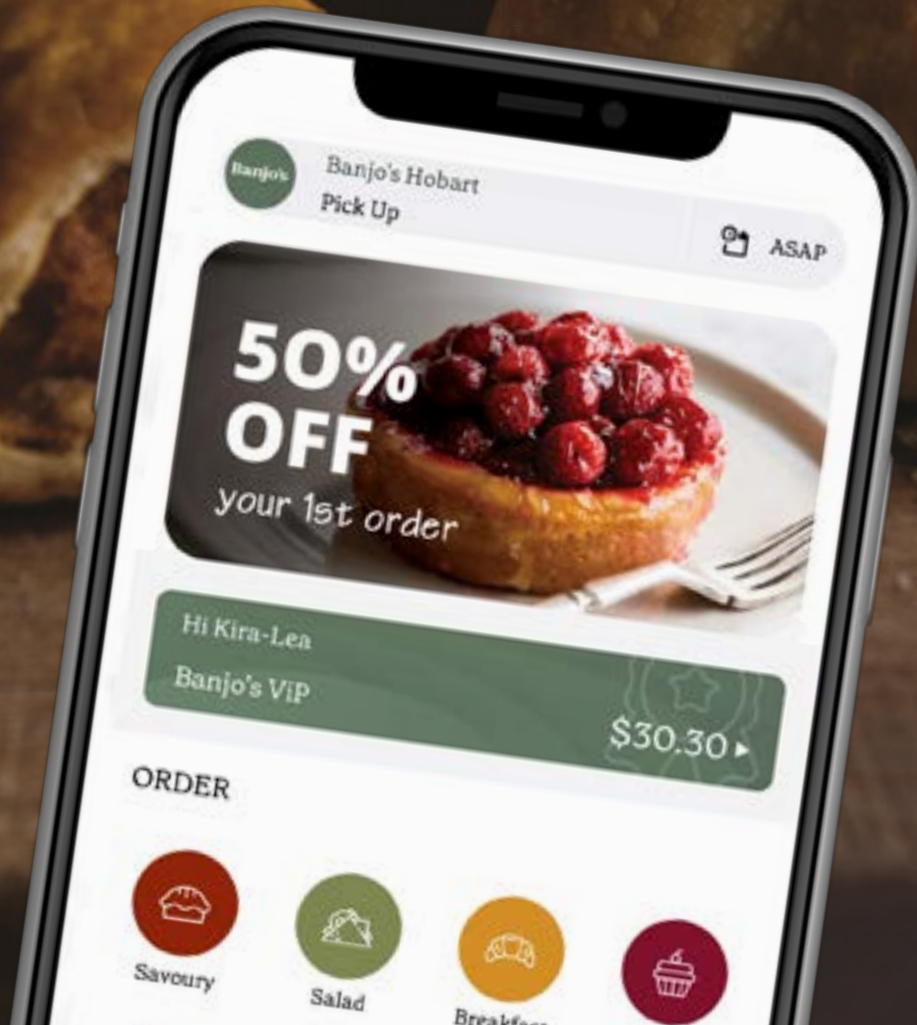 Banjo's
Banjo's Hobart
Pick Up
ASAP
50%
OFF
your 1st order
Hi Kira-Lea
Banjo's ViP
$30.30
ORDER
Savoury
Salad